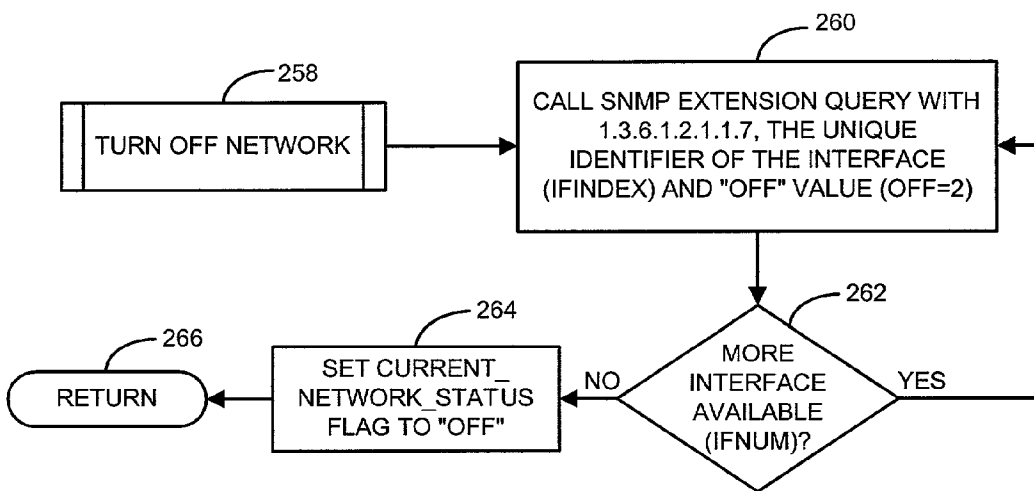 258
TURN OFF NETWORK
260
CALL SNMP EXTENSION QUERY WITH
1.3.6.1.2.1.1.7, THE UNIQUE
IDENTIFIER OF THE INTERFACE
(IFINDEX) AND "OFF" VALUE (OFF=2)
262
MORE
INTERFACE
AVAILABLE
(IFNUM)?
YES
NO
264
SET CURRENT_
NETWORK_STATUS
FLAG TO "OFF"
266
RETURN